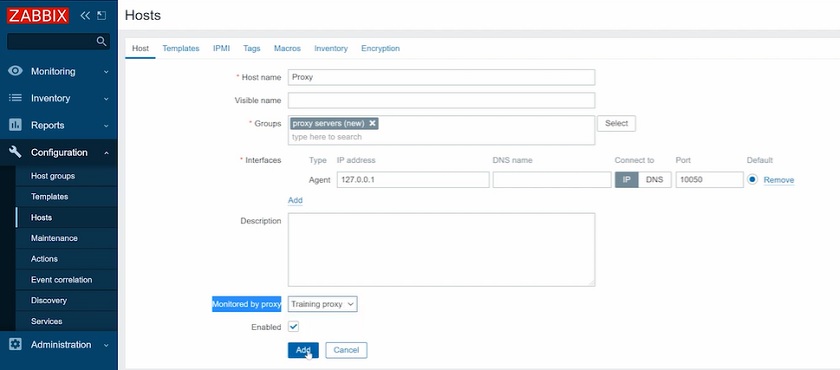 ZABBIX
Hosts
Host Templates IPMI Tags Macros Inventory Encryption
Monitoring
Inventory
Reports
Configuration
Host groups
Templates
Hosts
Maintenance
Actions
Event correlation
Discovery
Services
Administration
* Host name Proxy
Visible name
* Groups proxy servers (new) Select
type here to search
* Interfaces Type IP address DNS name Connect to Port Default
Agent 127.0.0.1 IP DNS 10050 Remove
Add
Description
Monitored by proxy Training proxy
Enabled
Add Cancel